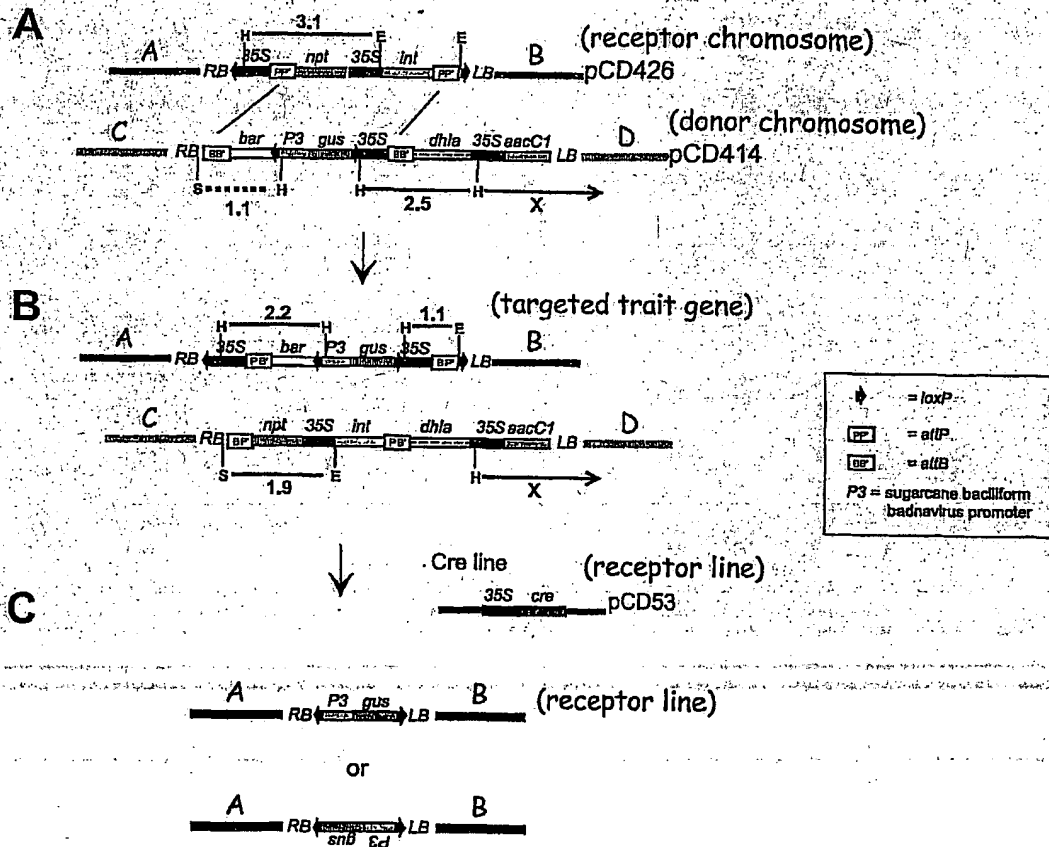 A
3.1
H E E
A 35S npt 35S int B (receptor chromosome)
RB PP' PP' LB pCD426
C bar P3 gus 35S dhla 35S aacC1 D (donor chromosome)
RB BB' BB' LB pCD414
S H H H
1.1 2.5 X
B
2.2 1.1 (targeted trait gene)
H H H E
A 35S bar P3 gus 35S B
RB PB' BP' LB
C npt 35S int dhla 35S aacC1 D
RB BP' PB' LB
S E H
1.9 X
= loxP
PP' = attP
BB' = attB
P3 = sugarcane bacilliform
badnavirus promoter
Cre line (receptor line)
35S cre
pCD53
C
A P3 gus B (receptor line)
RB LB
or
A B
RB LB
gus P3